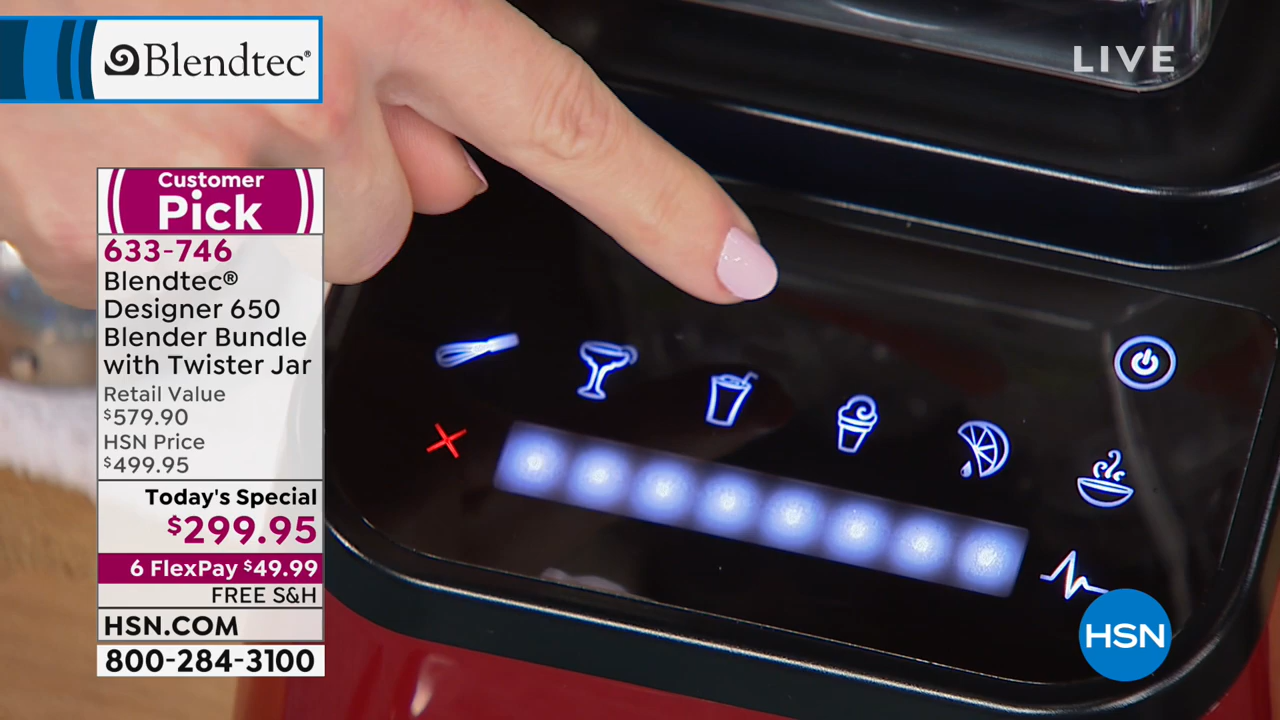 Blendtec®
LIVE
Customer
Pick
633-746
Blendtec®
Designer 650
Blender Bundle
with Twister Jar
Retail Value
$579.90
HSN Price
$499.95
Today's Special
$299.95
6 FlexPay $49.99
FREE S&H
HSN.COM
800-284-3100
HSN